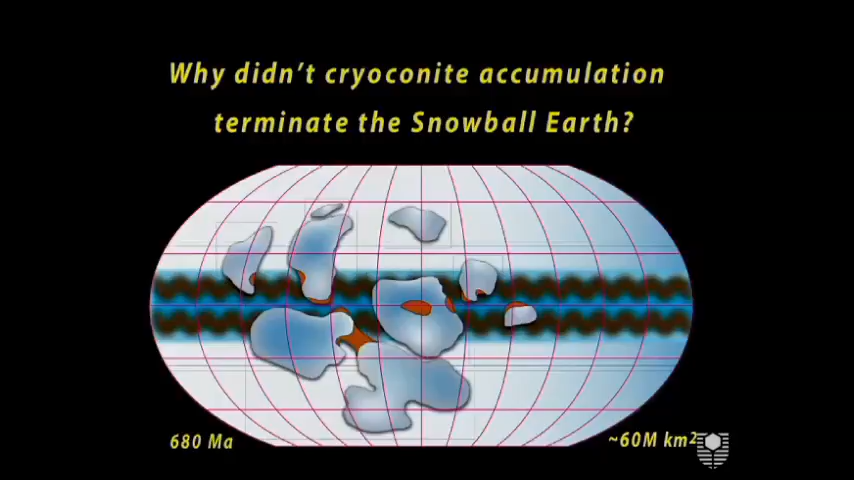 Why didn't cryoconite accumulation
terminate the Snowball Earth?
680 Ma
~60M km²